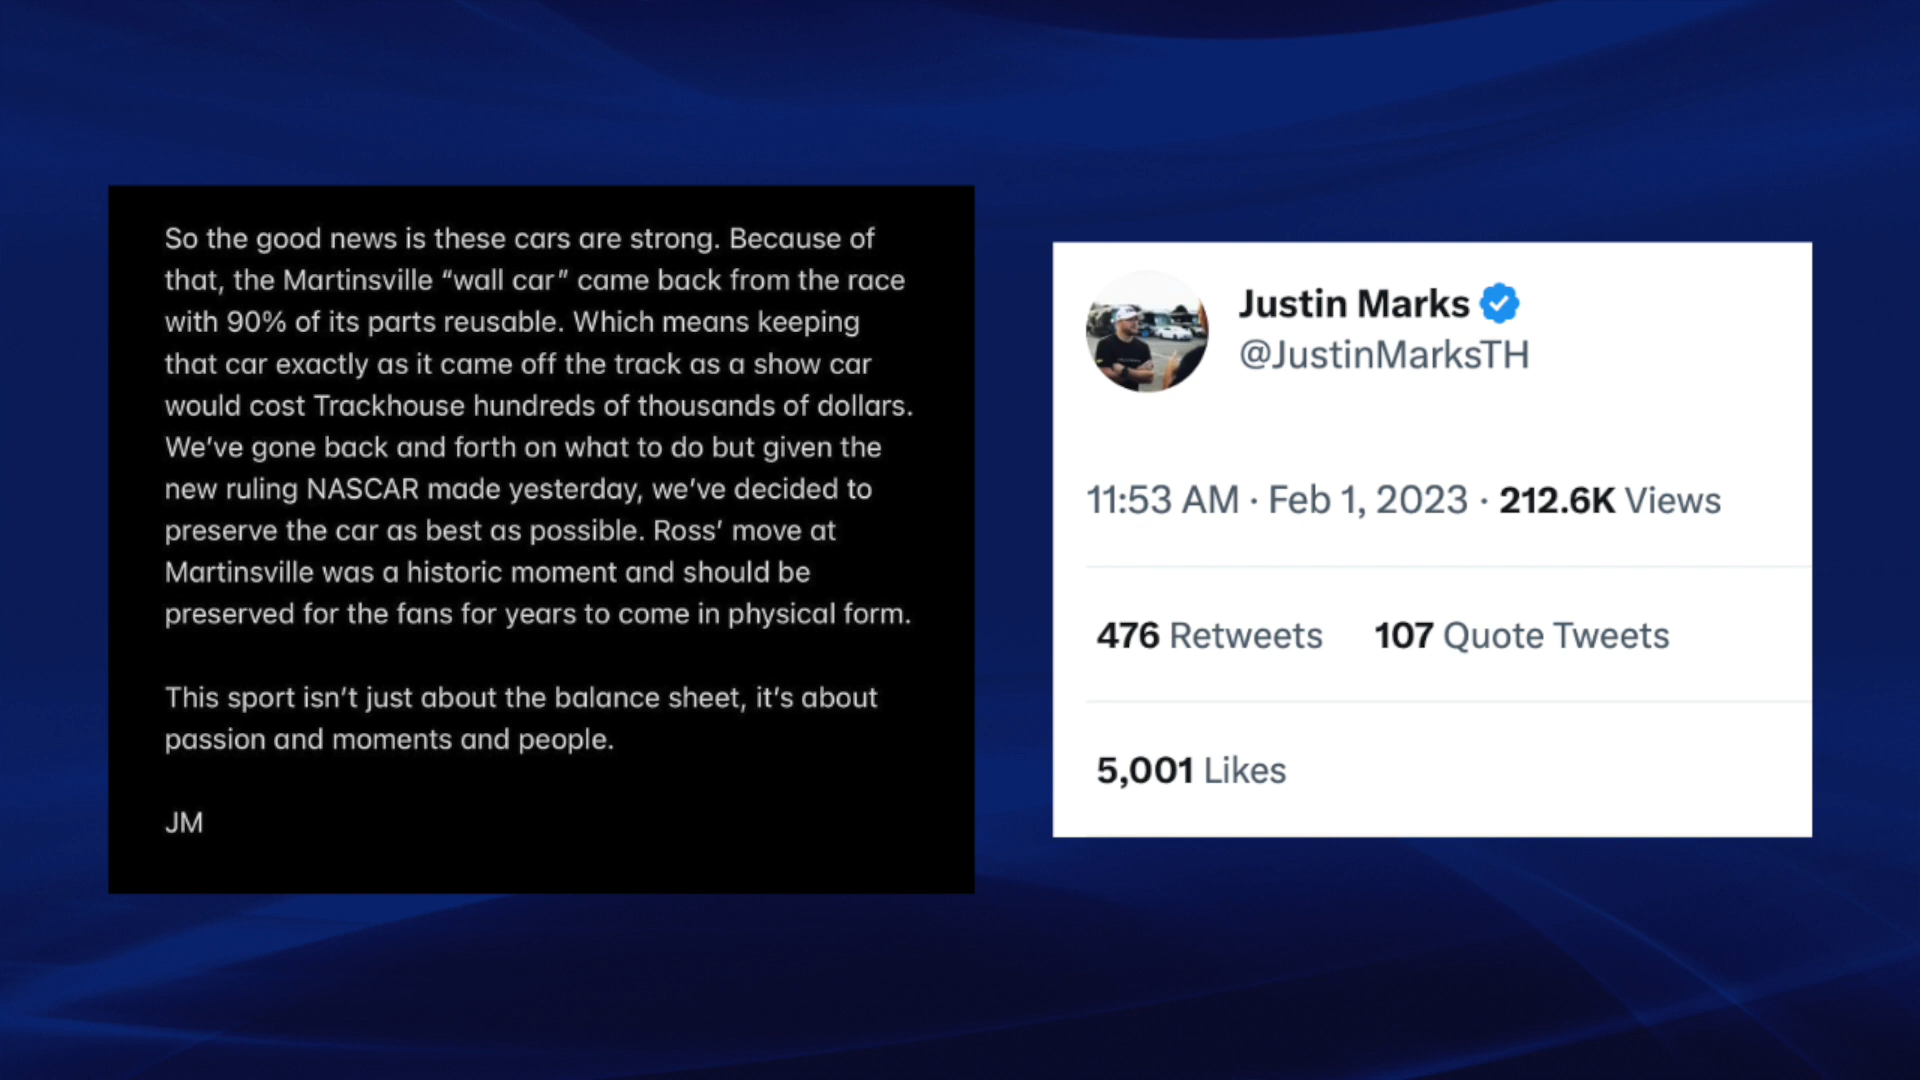 So the good news is these cars are strong. Because of
that, the Martinsville “wall car” came back from the race
with 90% of its parts reusable. Which means keeping
that car exactly as it came off the track as a show car
would cost Trackhouse hundreds of thousands of dollars.
We’ve gone back and forth on what to do but given the
new ruling NASCAR made yesterday, we’ve decided to
preserve the car as best as possible. Ross’ move at
Martinsville was a historic moment and should be
preserved for the fans for years to come in physical form.
This sport isn’t just about the balance sheet, it’s about
passion and moments and people.
JM
Justin Marks
@JustinMarksTH
11:53 AM · Feb 1, 2023 · 212.6K Views
476 Retweets 107 Quote Tweets
5,001 Likes